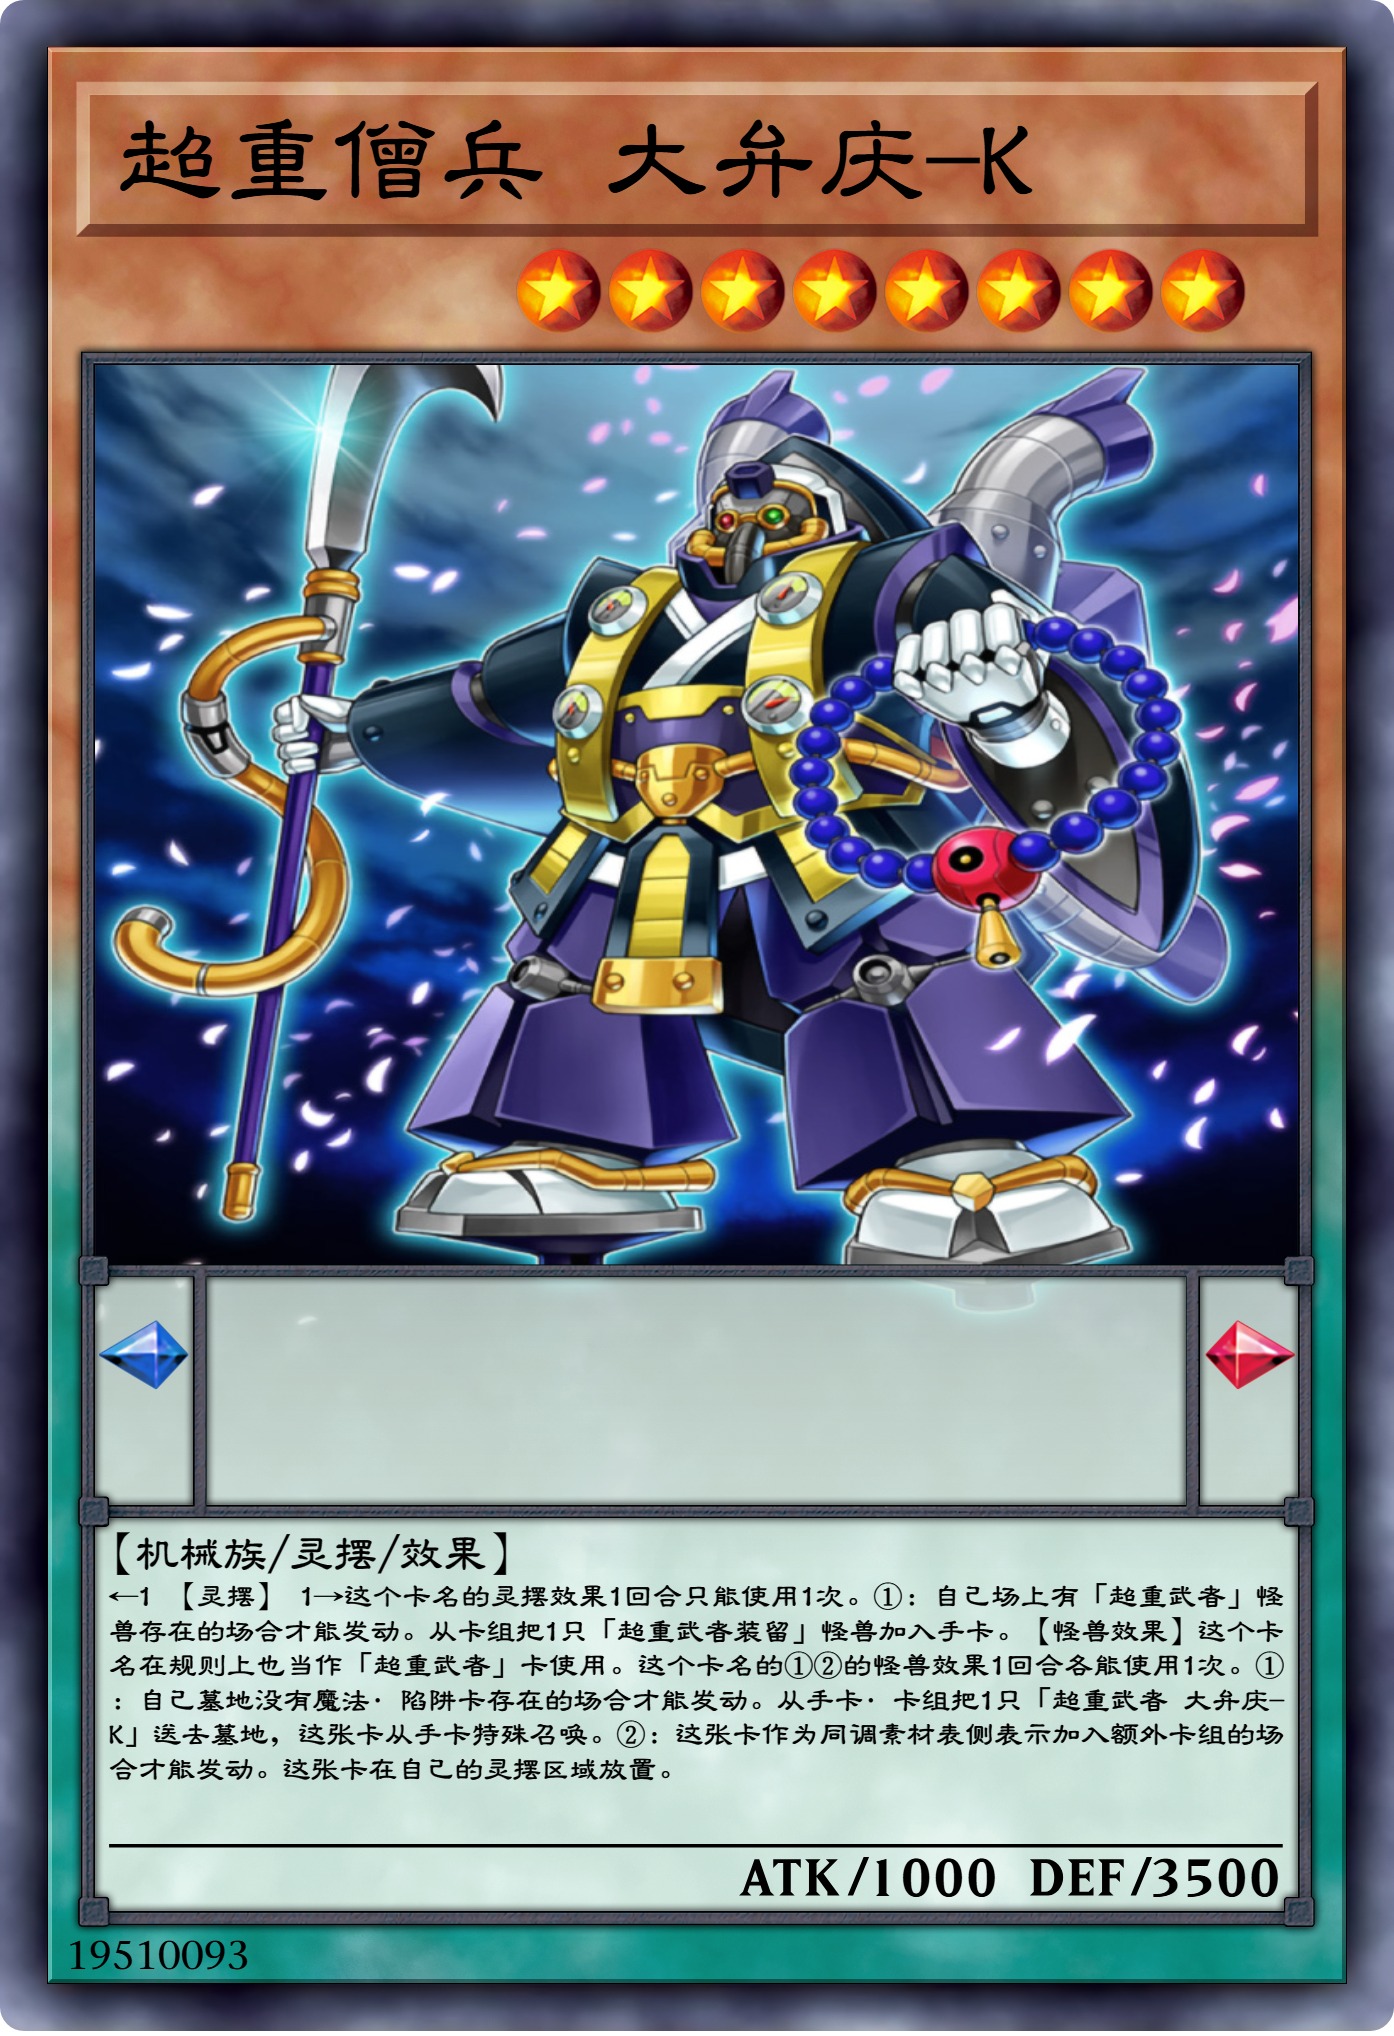 超重僧兵 大弁庆-K
【机械族/灵摆/效果】
←1 【灵摆】 1→这个卡名的灵摆效果1回合只能使用1次。①：自己场上有「超重武者」怪
兽存在的场合才能发动。从卡组把1只「超重武者装留」怪兽加入手卡。【怪兽效果】这个卡
名在规则上也当作「超重武者」卡使用。这个卡名的①②的怪兽效果1回合各能使用1次。①
：自己墓地没有魔法·陷阱卡存在的场合才能发动。从手卡·卡组把1只「超重武者 大弁庆-
K」送去墓地，这张卡从手卡特殊召唤。②：这张卡作为同调素材表侧表示加入额外卡组的场
合才能发动。这张卡在自己的灵摆区域放置。
ATK/1000 DEF/3500
19510093